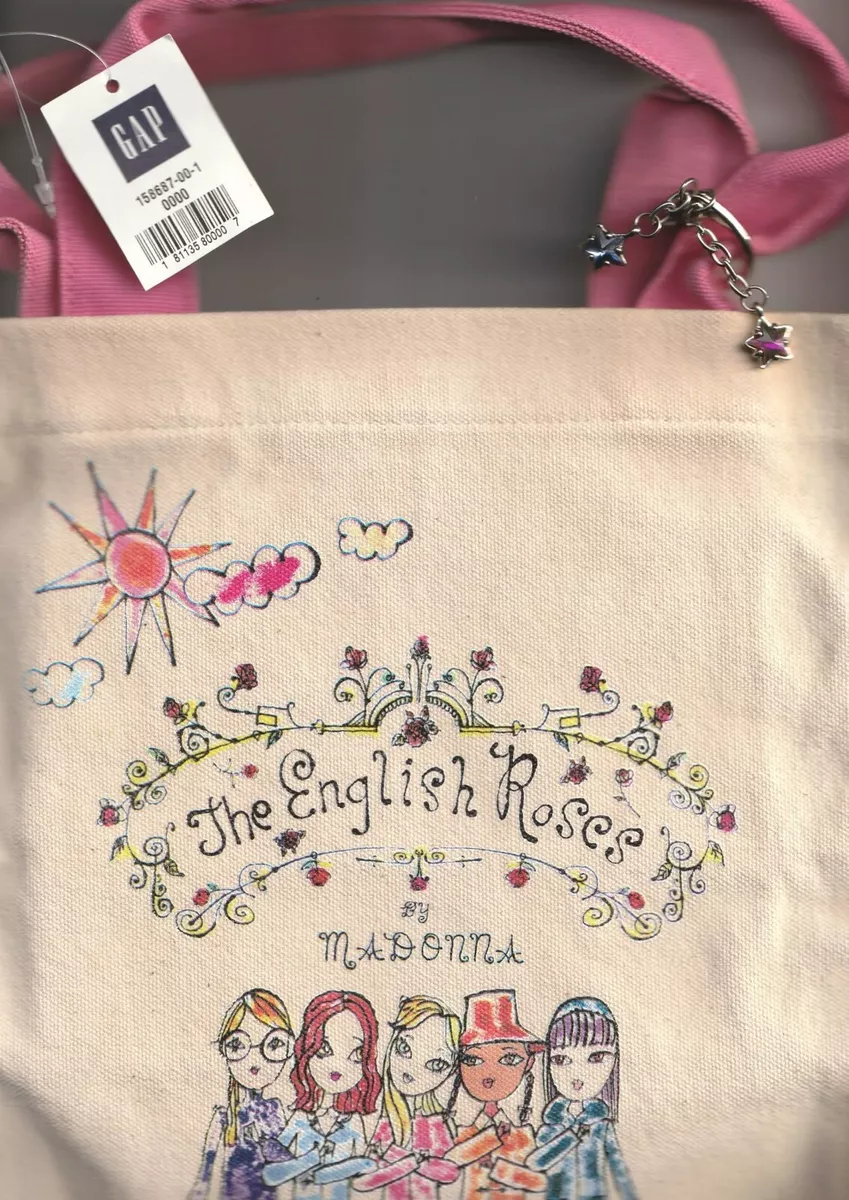 GAP
158687-00-1
0000
1 81135 80000 7
The English Roses
BY
MADONNA